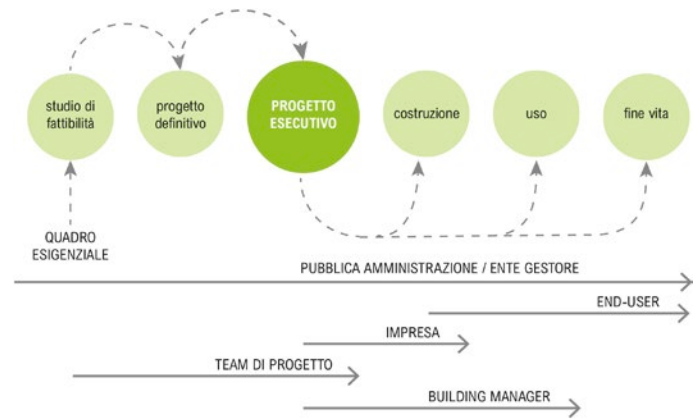 studio di
fattibilità
progetto
definitivo
PROGETTO
ESECUTIVO
costruzione
uso
fine vita
QUADRO
ESIGENZIALE
PUBBLICA AMMINISTRAZIONE / ENTE GESTORE
END-USER
IMPRESA
TEAM DI PROGETTO
BUILDING MANAGER